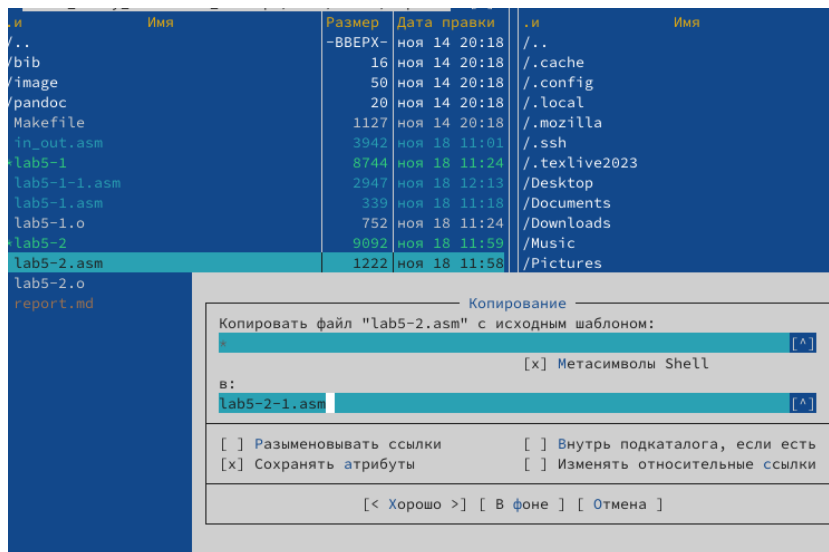 .и Имя Размер Дата правки .и Имя
/.. -ВВЕРХ- ноя 14 20:18 /..
/bib 16 ноя 14 20:18 /.cache
/image 50 ноя 14 20:18 /.config
/pandoc 20 ноя 14 20:18 /.local
Makefile 1127 ноя 14 20:18 /.mozilla
in_out.asm 3942 ноя 18 11:01 /.ssh
*lab5-1 8744 ноя 18 11:24 /.texlive2023
lab5-1-1.asm 2947 ноя 18 12:13 /Desktop
lab5-1.asm 339 ноя 18 11:18 /Documents
lab5-1.o 752 ноя 18 11:24 /Downloads
*lab5-2 9092 ноя 18 11:59 /Music
lab5-2.asm 1222 ноя 18 11:58 /Pictures
lab5-2.o
report.md
Копирование
Копировать файл "lab5-2.asm" с исходным шаблоном:
* [^]
[x] Метасимволы Shell
в:
lab5-2-1.asm [^]
[ ] Разыменовывать ссылки [ ] Внутрь подкаталога, если есть
[x] Сохранять атрибуты [ ] Изменять относительные ссылки
[< Хорошо >] [ В фоне ] [ Отмена ]